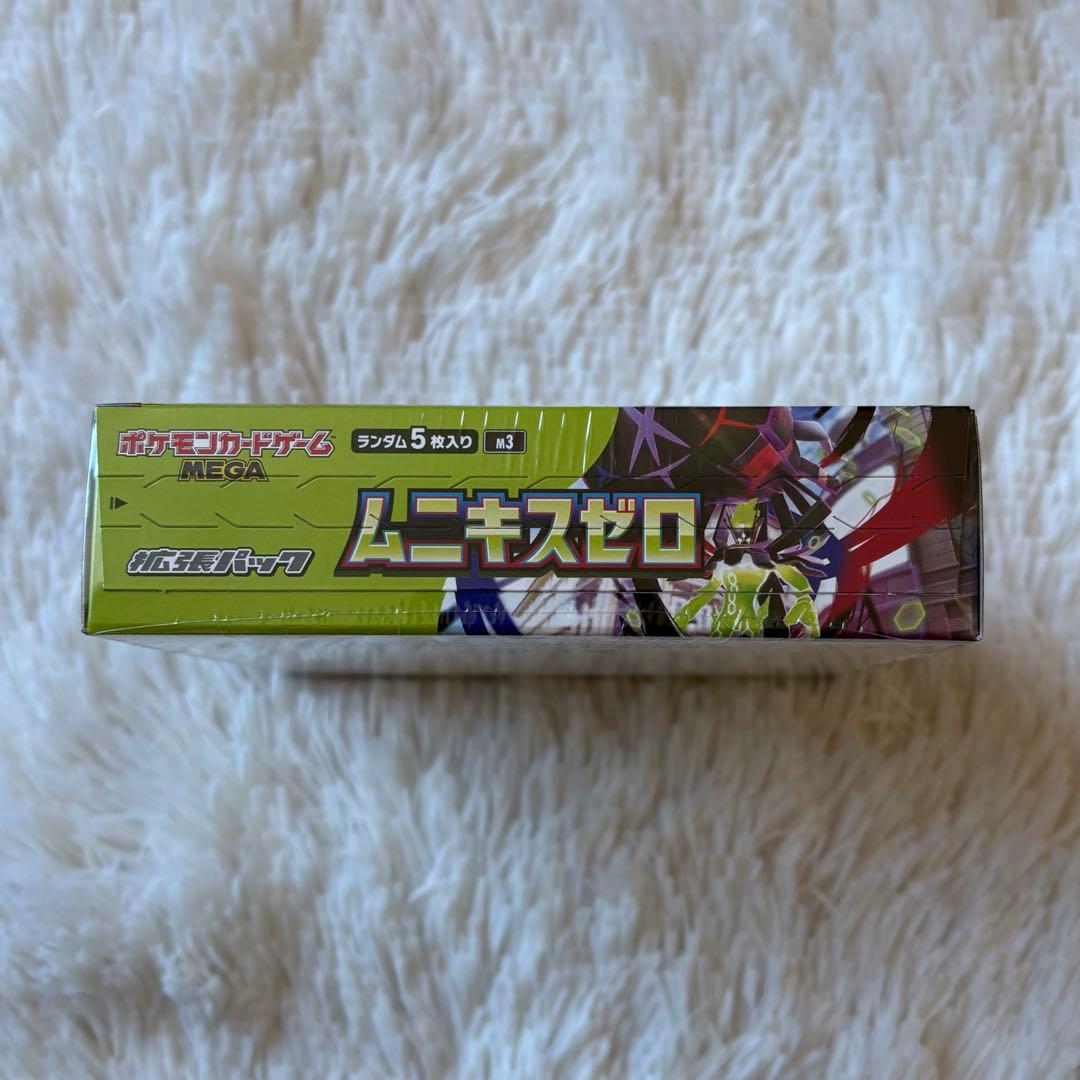 ポケモンカードゲーム
MEGA
ランダム5枚入り
M3
拡張パック
ムニキスゼロ